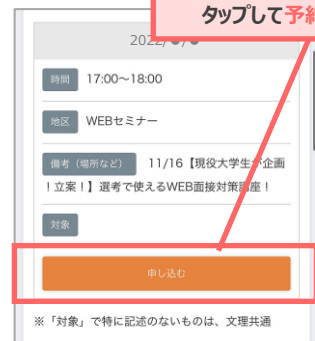 タップして予約
2022/●/●
時間 17:00〜18:00
地区 WEBセミナー
備考（場所など） 11/16【現役大学生が企画
！立案！】選考で使えるWEB面接対策講座！
対象
申し込む
※「対象」で特に記述のないものは、文理共通